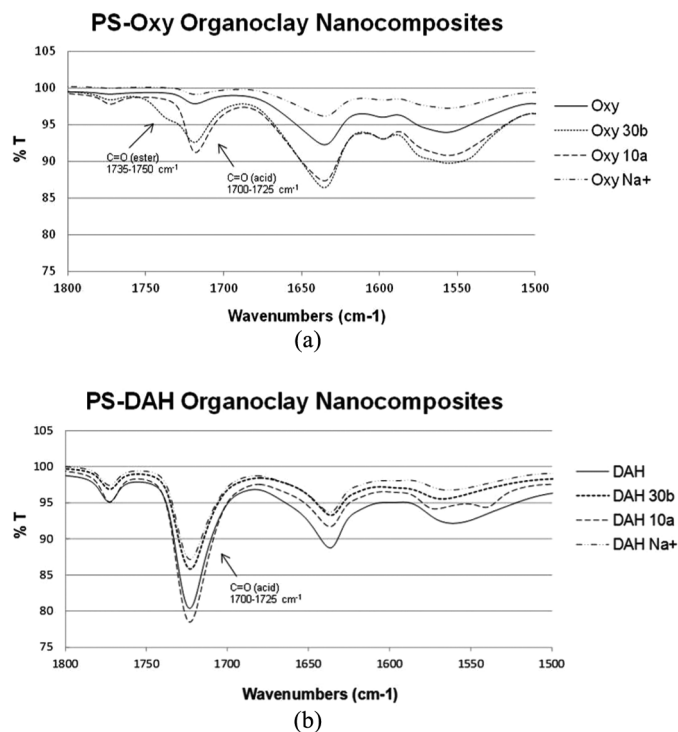 PS-Oxy Organoclay Nanocomposites
105
100
95
90
85
80
75
% T
C=O (ester)
1735-1750 cm-1
C=O (acid)
1700-1725 cm-1
Oxy
Oxy 30b
Oxy 10a
Oxy Na+
1800 1750 1700 1650 1600 1550 1500
Wavenumbers (cm-1)
(a)
PS-DAH Organoclay Nanocomposites
105
100
95
90
85
80
75
% T
C=O (acid)
1700-1725 cm-1
DAH
DAH 30b
DAH 10a
DAH Na+
1800 1750 1700 1650 1600 1550 1500
Wavenumbers (cm-1)
(b)